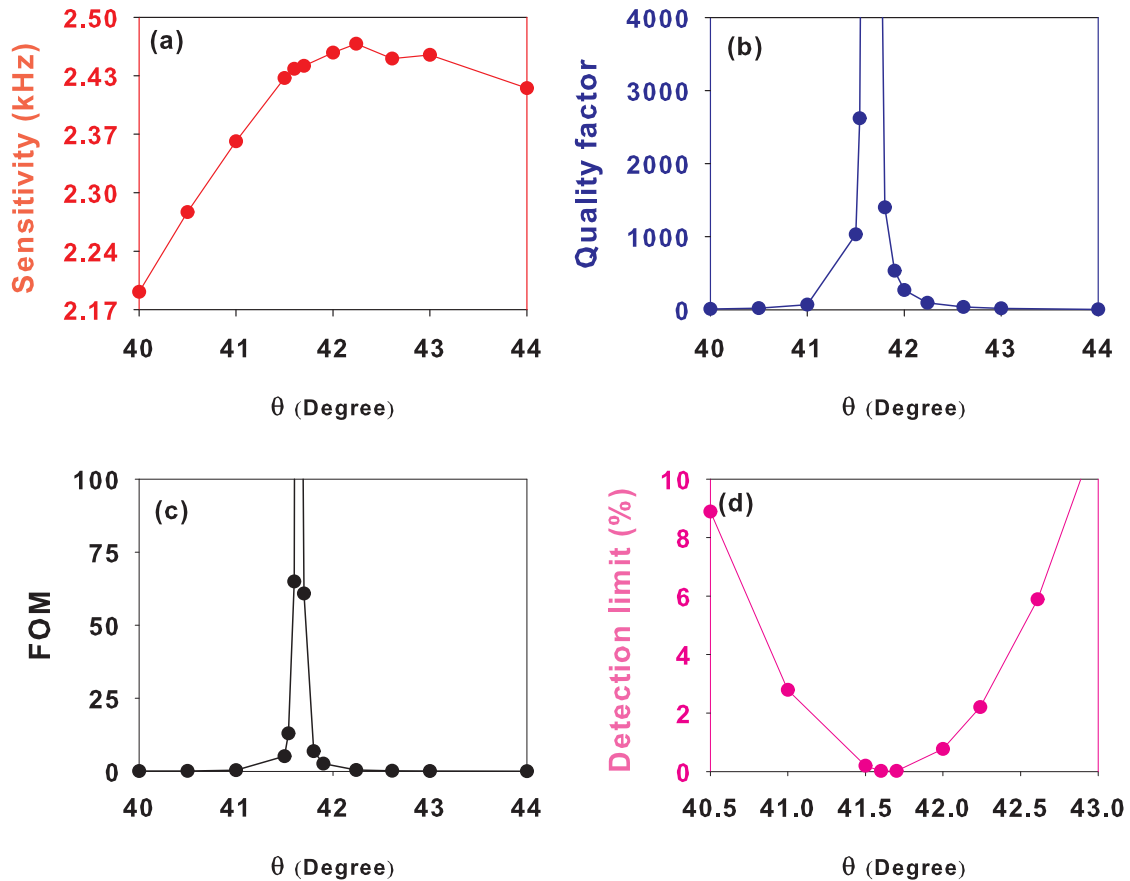 (a)
Sensitivity (kHz)
2.50
2.43
2.37
2.30
2.24
2.17
40 41 42 43 44
θ (Degree)
(b)
Quality factor
4000
3000
2000
1000
0
40 41 42 43 44
θ (Degree)
(c)
FOM
100
75
50
25
0
40 41 42 43 44
θ (Degree)
(d)
Detection limit (%)
10
8
6
4
2
0
40.5 41.0 41.5 42.0 42.5 43.0
θ (Degree)